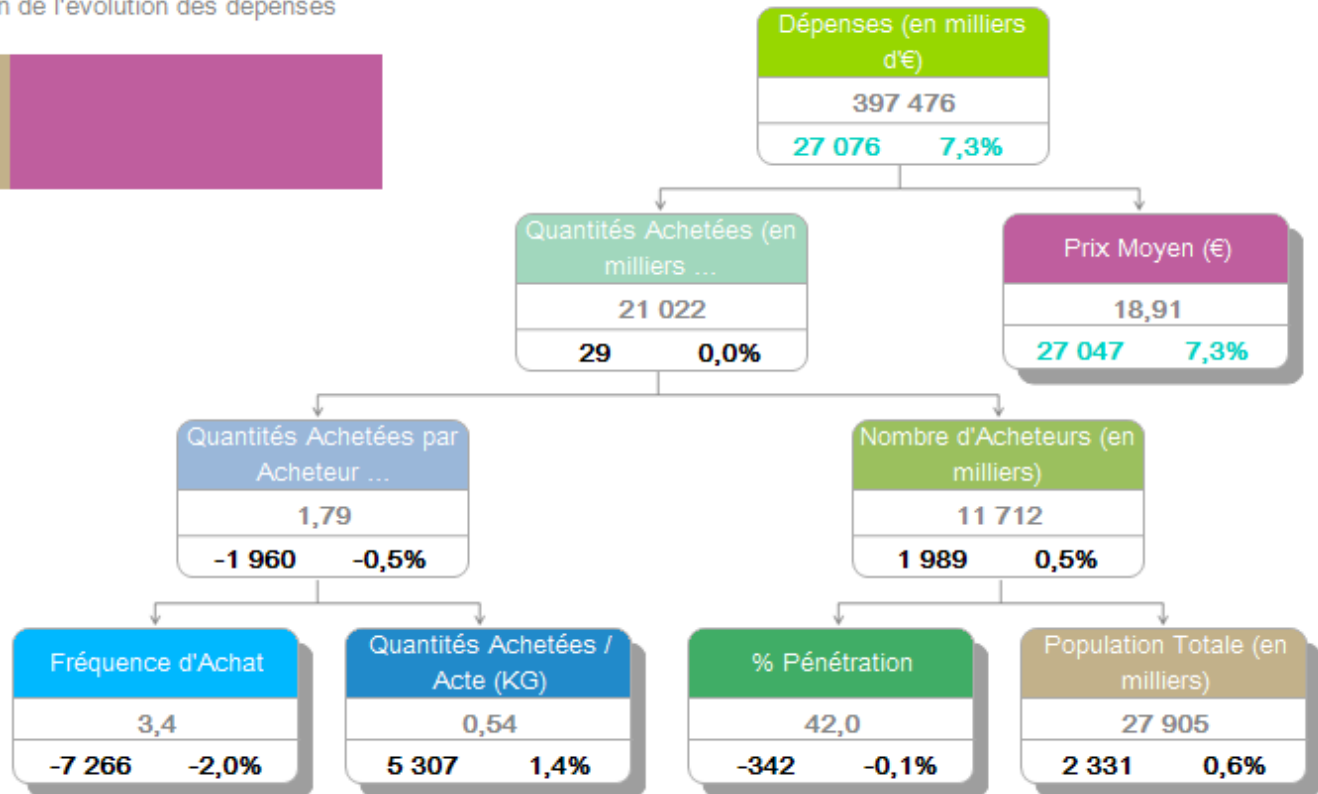 n de l'évolution des dépenses
Dépenses (en milliers
d'€)
397 476
27 076 7,3%
Quantités Achetées (en
milliers ...
21 022
29 0,0%
Prix Moyen (€)
18,91
27 047 7,3%
Quantités Achetées par
Acheteur ...
1,79
-1 960 -0,5%
Nombre d'Acheteurs (en
milliers)
11 712
1 989 0,5%
Fréquence d'Achat
3,4
-7 266 -2,0%
Quantités Achetées /
Acte (KG)
0,54
5 307 1,4%
% Pénétration
42,0
-342 -0,1%
Population Totale (en
milliers)
27 905
2 331 0,6%